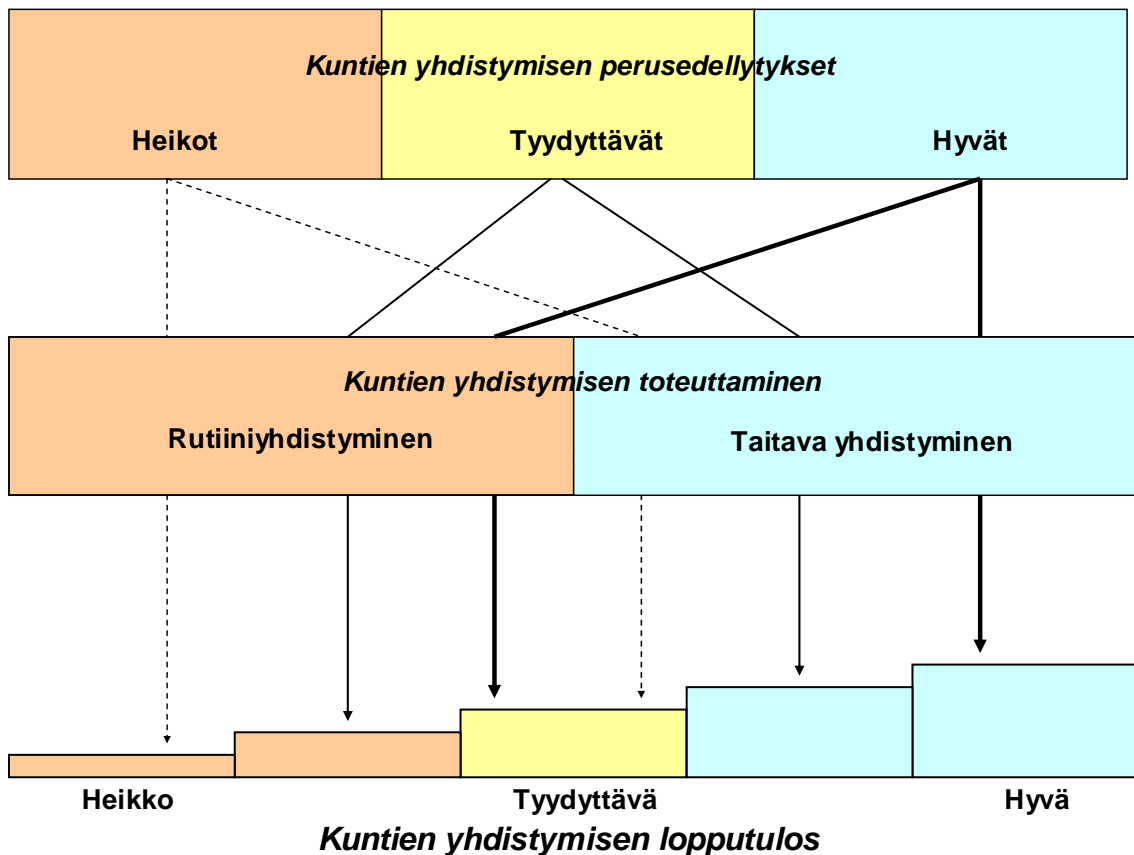 Kuntien yhdistymisen perusedellytykset
Heikot Tyydyttävät Hyvät
Kuntien yhdistymisen toteuttaminen
Rutiiniyhdistyminen Taitava yhdistyminen
Heikko Tyydyttävä Hyvä
Kuntien yhdistymisen lopputulos